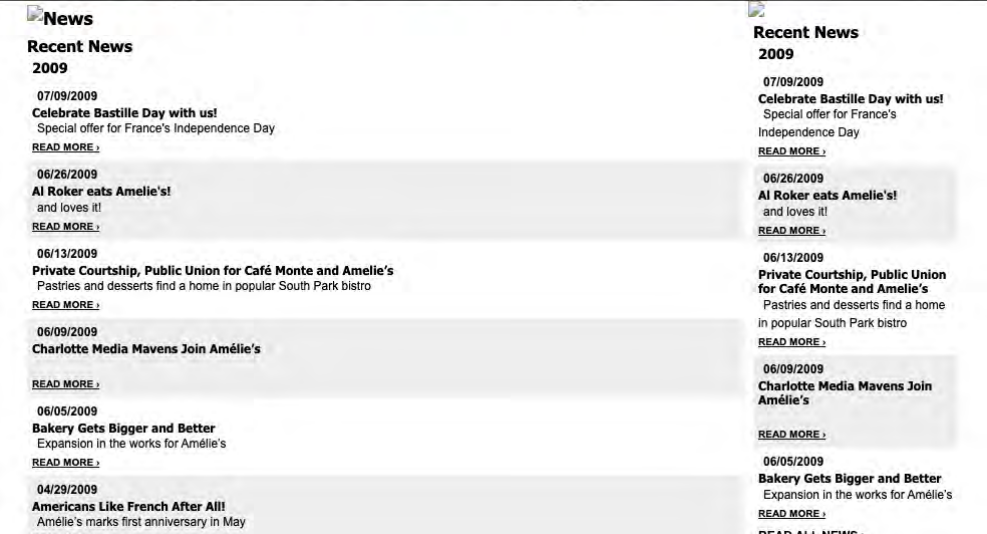 News
Recent News
2009
07/09/2009
Celebrate Bastille Day with us!
Special offer for France's Independence Day
READ MORE ›
06/26/2009
Al Roker eats Amelie's!
and loves it!
READ MORE ›
06/13/2009
Private Courtship, Public Union for Café Monte and Amelie’s
Pastries and desserts find a home in popular South Park bistro
READ MORE ›
06/09/2009
Charlotte Media Mavens Join Amélie’s
READ MORE ›
06/05/2009
Bakery Gets Bigger and Better
Expansion in the works for Amélie’s
READ MORE ›
04/29/2009
Americans Like French After All!
Amélie’s marks first anniversary in May
Recent News
2009
07/09/2009
Celebrate Bastille Day with us!
Special offer for France's
Independence Day
READ MORE ›
06/26/2009
Al Roker eats Amelie's!
and loves it!
READ MORE ›
06/13/2009
Private Courtship, Public Union
for Café Monte and Amelie’s
Pastries and desserts find a home
in popular South Park bistro
READ MORE ›
06/09/2009
Charlotte Media Mavens Join
Amélie’s
READ MORE ›
06/05/2009
Bakery Gets Bigger and Better
Expansion in the works for Amélie’s
READ MORE ›
READ ALL NEWS ›